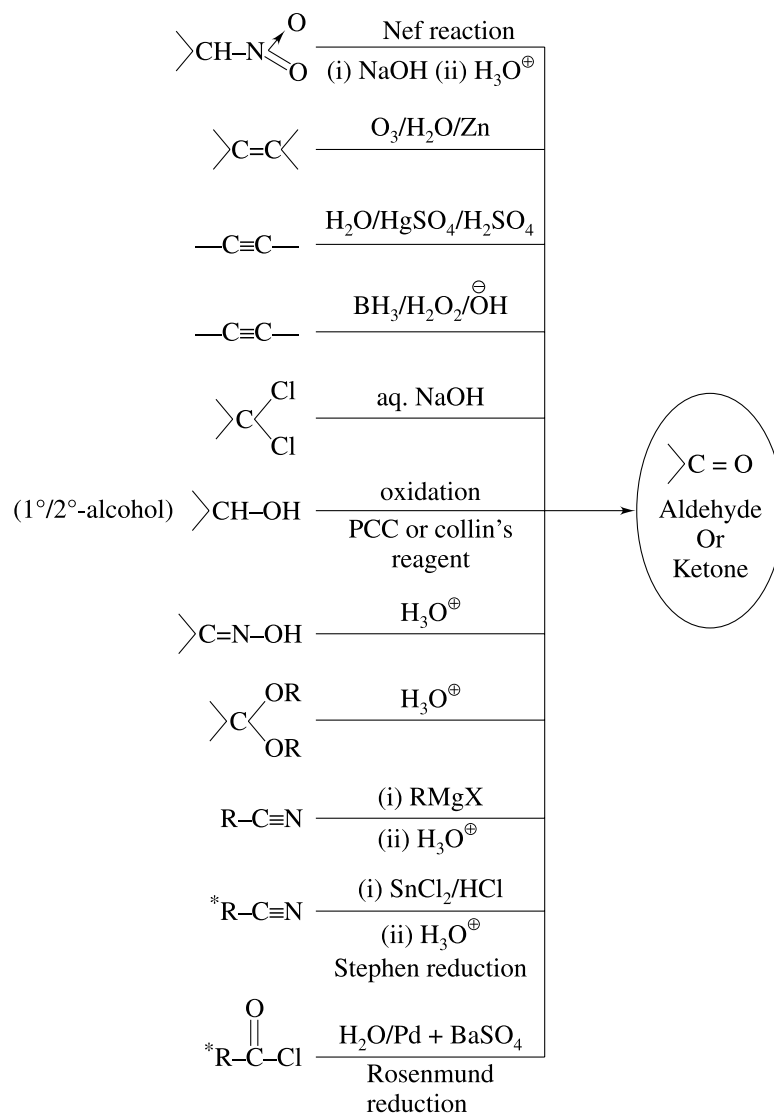 O
Nef reaction
CH–N
O
(i) NaOH (ii) H₃O⊕
O₃/H₂O/Zn
C=C
H₂O/HgSO₄/H₂SO₄
—C≡C—
BH₃/H₂O₂/O⊖H
—C≡C—
Cl
aq. NaOH
C
Cl
C = O
(1°/2°-alcohol) CH–OH
oxidation
Aldehyde
PCC or collin's
Or
reagent
Ketone
H₃O⊕
C=N–OH
OR
H₃O⊕
C
OR
(i) RMgX
R–C≡N
(ii) H₃O⊕
(i) SnCl₂/HCl
*R–C≡N
(ii) H₃O⊕
Stephen reduction
O
H₂O/Pd + BaSO₄
*R–C–Cl
Rosenmund
reduction